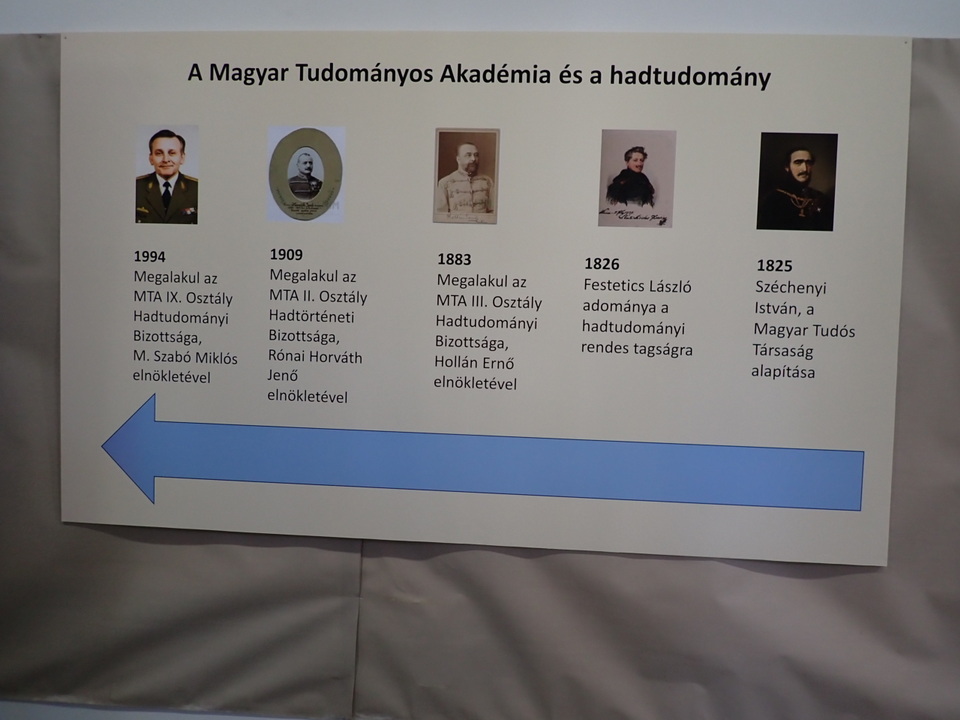 A Magyar Tudományos Akadémia és a hadtudomány
1994
Megalakul az
MTA IX. Osztály
Hadtudományi
Bizottsága,
M. Szabó Miklós
elnökletével
1909
Megalakul az
MTA II. Osztály
Hadtörténeti
Bizottsága,
Rónai Horváth
Jenő
elnökletével
1883
Megalakul az
MTA III. Osztály
Hadtudományi
Bizottsága,
Hollán Ernő
elnökletével
1826
Festetics László
adománya a
hadtudományi
rendes tagságra
1825
Széchenyi
István, a
Magyar Tudós
Társaság
alapítása